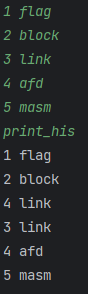 1 flag
2 block
3 link
4 afd
5 masm
print_his
1 flag
2 block
4 link
3 link
4 afd
5 masm